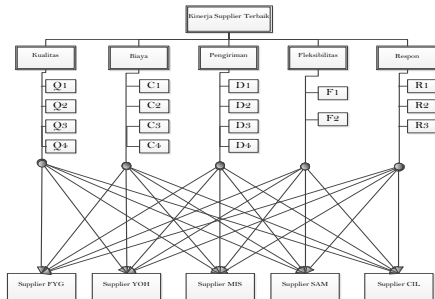 Kinerja Supplier Terbaik
Kualitas Biaya Pengiriman Fleksibilitas Respon
Q1 C1 D1 F1 R1
Q2 C2 D2 F2 R2
Q3 C3 D3 R3
Q4 C4 D4
Supplier FYG Supplier YOH Supplier MIS Supplier SAM Supplier CIL